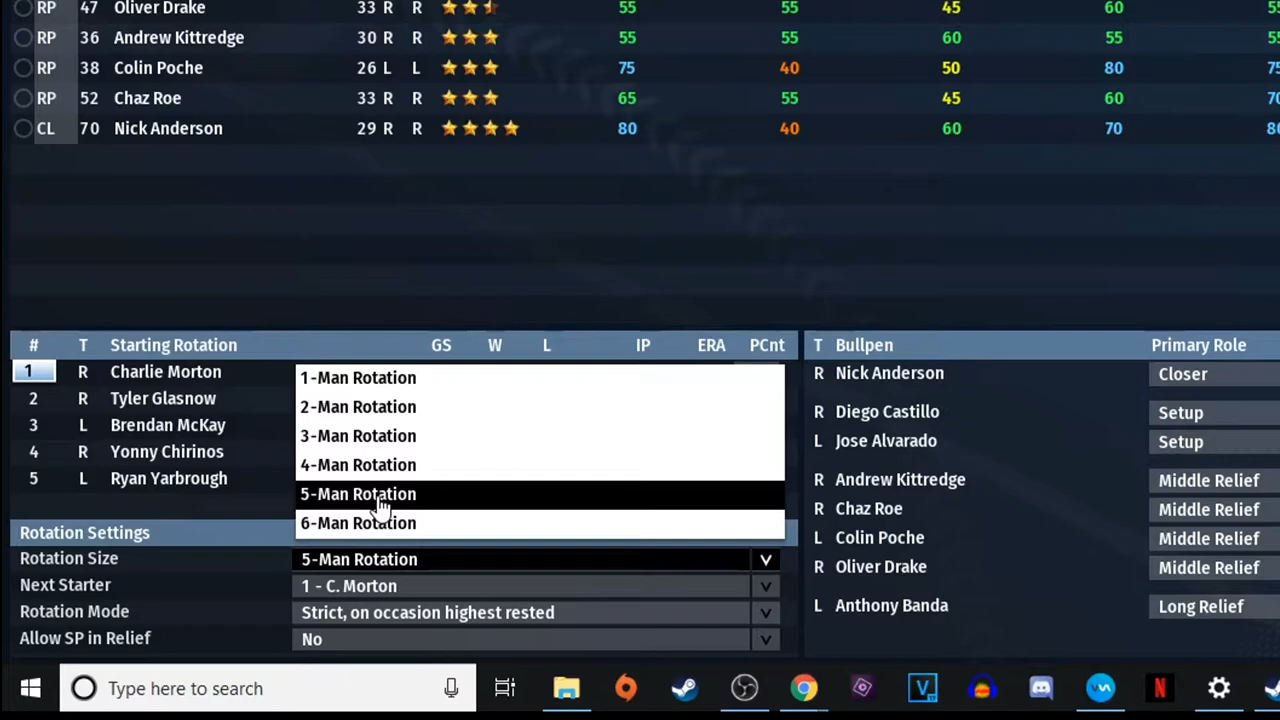 RP 47 Oliver Drake 33 R R 55 55 45 60 55
RP 36 Andrew Kittredge 30 R R 55 55 60 55 55
RP 38 Colin Poche 26 L L 75 40 50 80 75
RP 52 Chaz Roe 33 R R 65 55 45 60 70
CL 70 Nick Anderson 29 R R 80 40 60 70 80
# T Starting Rotation GS W L IP ERA PCnt
1 R Charlie Morton
2 R Tyler Glasnow
3 L Brendan McKay
4 R Yonny Chirinos
5 L Ryan Yarbrough
1-Man Rotation
2-Man Rotation
3-Man Rotation
4-Man Rotation
5-Man Rotation
6-Man Rotation
Rotation Settings
Rotation Size 5-Man Rotation V
Next Starter 1 - C. Morton V
Rotation Mode Strict, on occasion highest rested V
Allow SP in Relief No V
T Bullpen Primary Role
R Nick Anderson Closer
R Diego Castillo Setup
L Jose Alvarado Setup
R Andrew Kittredge Middle Relief
R Chaz Roe Middle Relief
L Colin Poche Middle Relief
R Oliver Drake Middle Relief
L Anthony Banda Long Relief
Type here to search